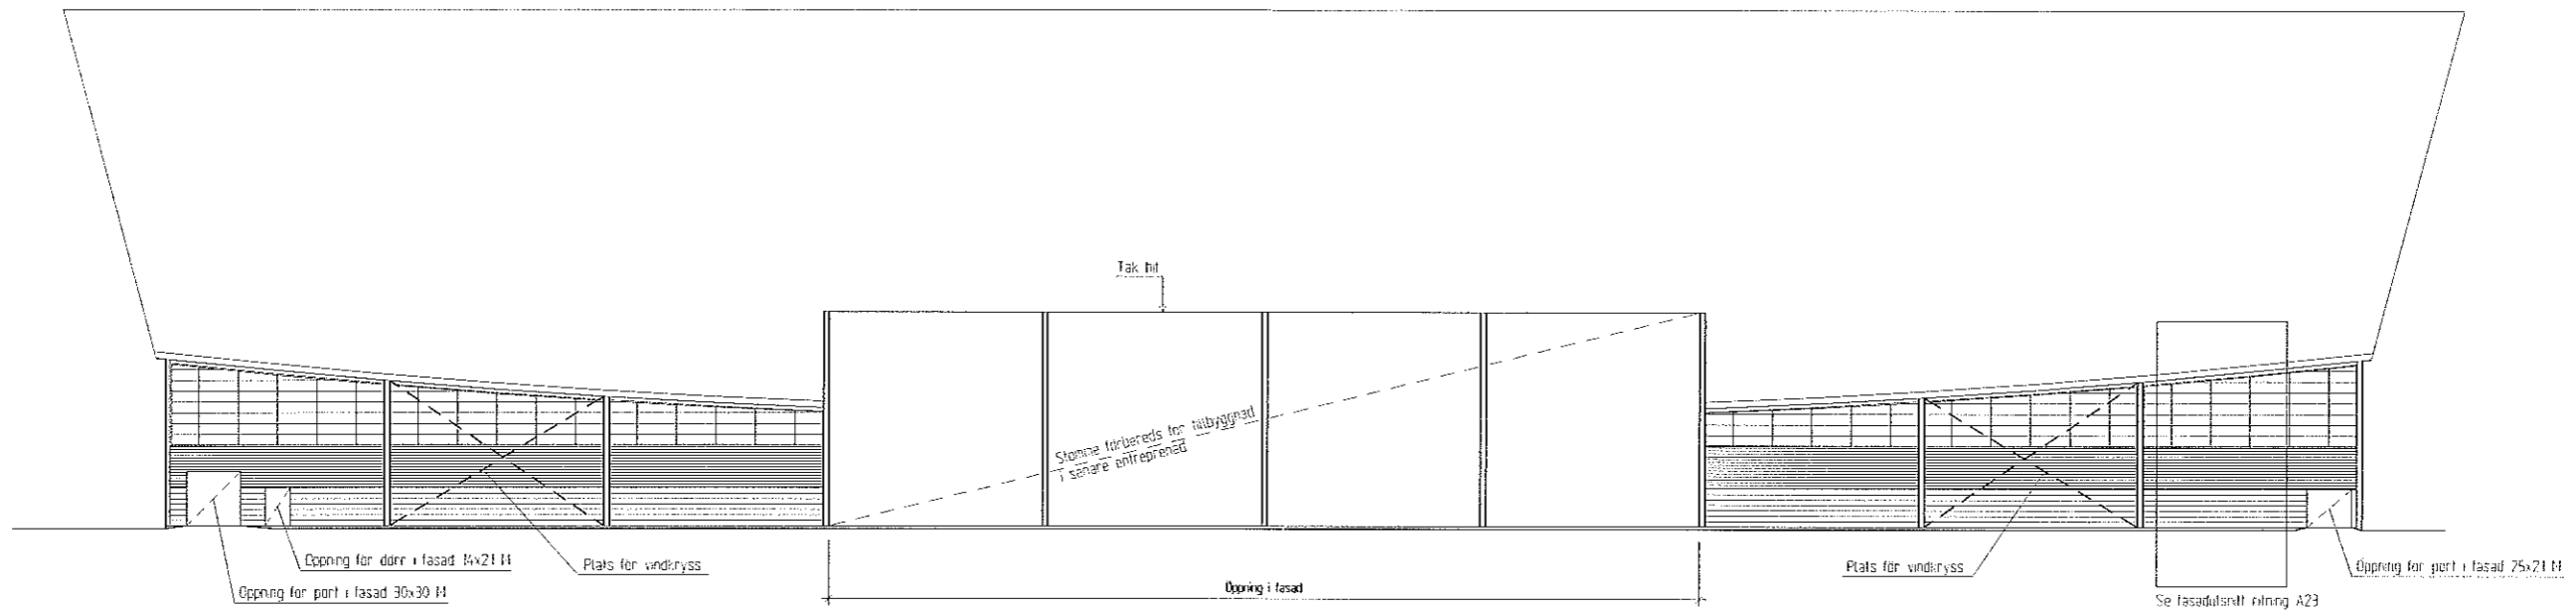 Tak hit
Stomme förbereds för tillbyggnad
i senare entreprenad
Öppning för dörr i fasad 14x21 M
Öppning för port i fasad 30x30 M
Plats för vindkryss
Öppning i fasad
Plats för vindkryss
Öppning för port i fasad 25x21 M
Se fasadutsnitt ritning A23